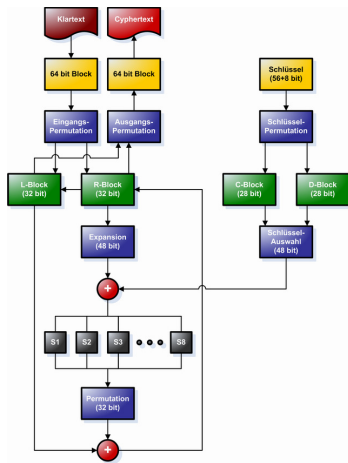 Klartext
Cyphertext
64 bit Block
64 bit Block
Schlüssel
(56+8 bit)
Eingangs-
Permutation
Ausgangs-
Permutation
Schlüssel-
Permutation
L-Block
(32 bit)
R-Block
(32 bit)
C-Block
(28 bit)
D-Block
(28 bit)
Expansion
(48 bit)
Schlüssel-
Auswahl
(48 bit)
+
S1
S2
S3
S8
Permutation
(32 bit)
+